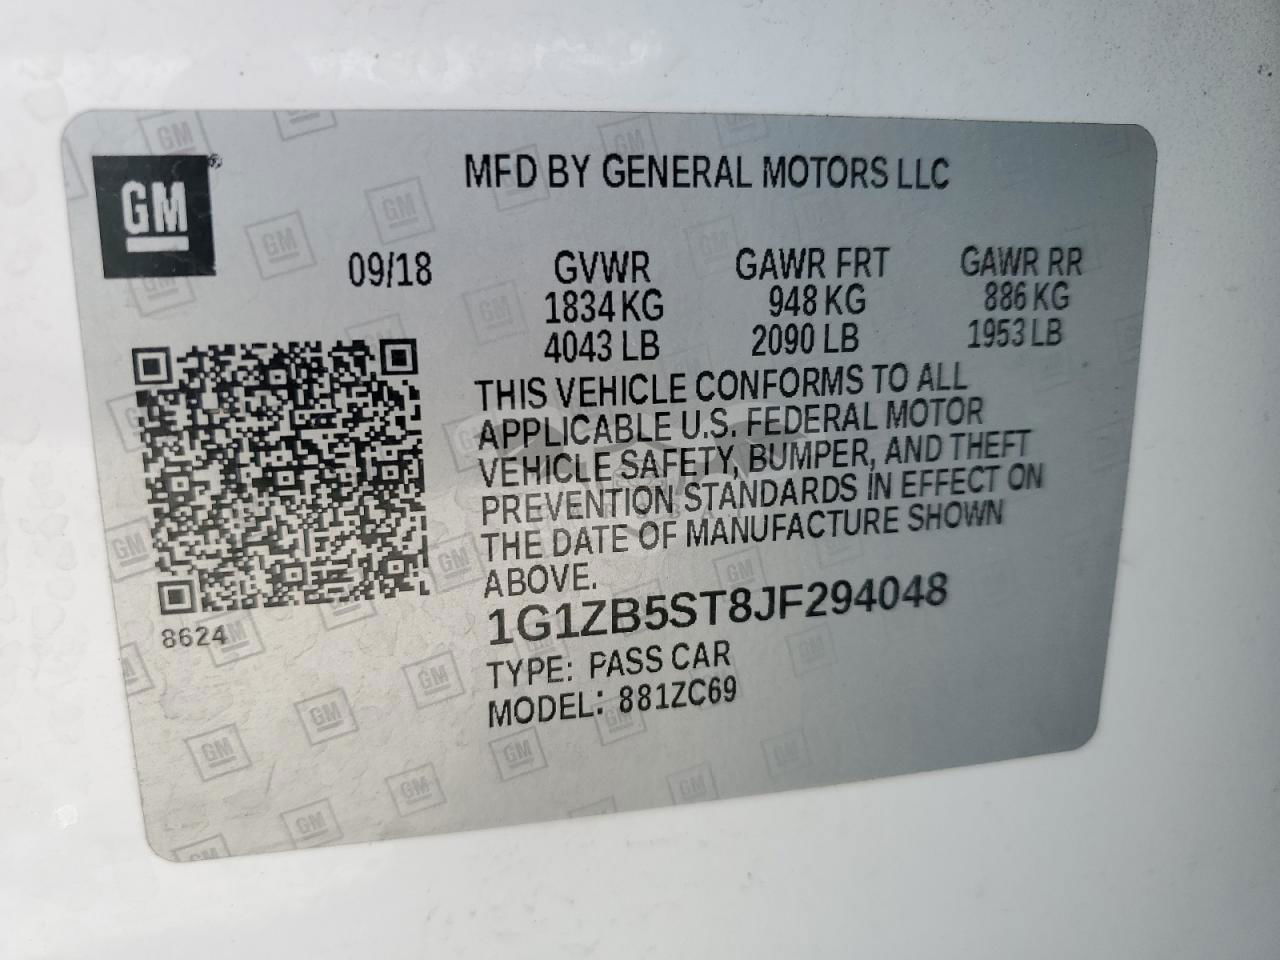 GM
MFD BY GENERAL MOTORS LLC
09/18
GVWR GAWR FRT GAWR RR
1834 KG 948 KG 886 KG
4043 LB 2090 LB 1953 LB
THIS VEHICLE CONFORMS TO ALL
APPLICABLE U.S. FEDERAL MOTOR
VEHICLE SAFETY, BUMPER, AND THEFT
PREVENTION STANDARDS IN EFFECT ON
THE DATE OF MANUFACTURE SHOWN
ABOVE.
8624
1G1ZB5ST8JF294048
TYPE: PASS CAR
MODEL: 881ZC69